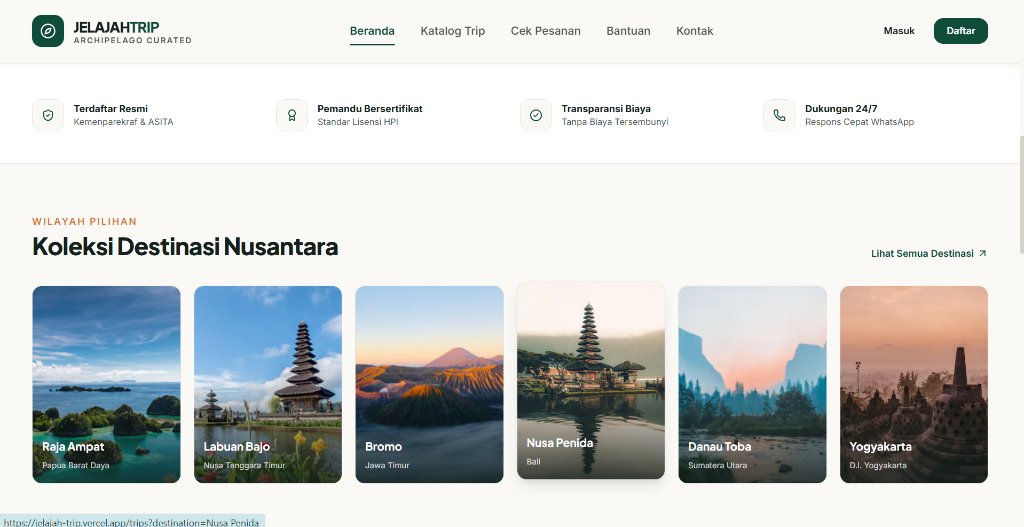 JELAJAHTRIP
ARCHIPELAGO CURATED
Beranda
Katalog Trip
Cek Pesanan
Bantuan
Kontak
Masuk
Daftar
Terdaftar Resmi
Kemenparekraf & ASITA
Pemandu Bersertifikat
Standar Lisensi HPI
Transparansi Biaya
Tanpa Biaya Tersembunyi
Dukungan 24/7
Respons Cepat WhatsApp
WILAYAH PILIHAN
Koleksi Destinasi Nusantara
Lihat Semua Destinasi
Raja Ampat
Papua Barat Daya
Labuan Bajo
Nusa Tenggara Timur
Bromo
Jawa Timur
Nusa Penida
Bali
Danau Toba
Sumatera Utara
Yogyakarta
D.I. Yogyakarta
https://jelajah-trip.vercel.app/trips?destination=Nusa Penida